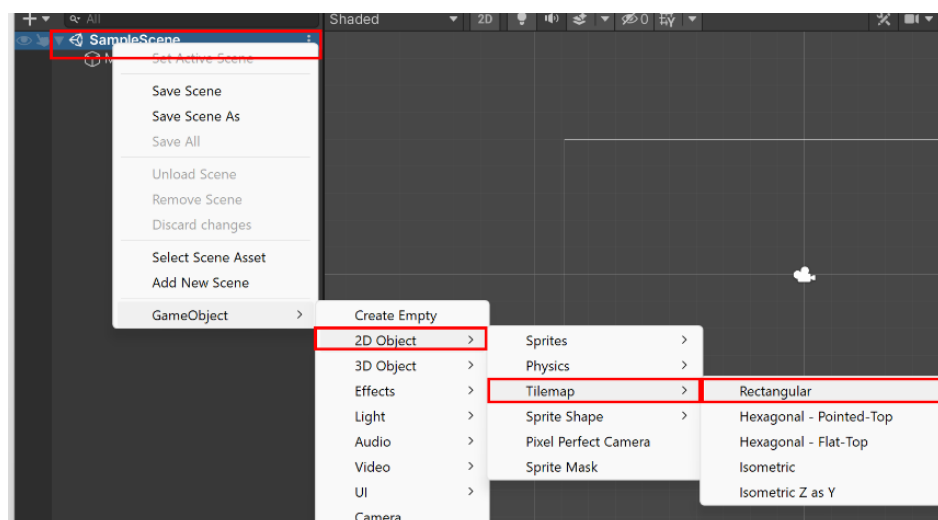 All
Shaded
2D
0
SampleScene
M
Set Active Scene
Save Scene
Save Scene As
Save All
Unload Scene
Remove Scene
Discard changes
Select Scene Asset
Add New Scene
GameObject
Create Empty
2D Object
3D Object
Effects
Light
Audio
Video
UI
Camera
Sprites
Physics
Tilemap
Sprite Shape
Pixel Perfect Camera
Sprite Mask
Rectangular
Hexagonal - Pointed-Top
Hexagonal - Flat-Top
Isometric
Isometric Z as Y